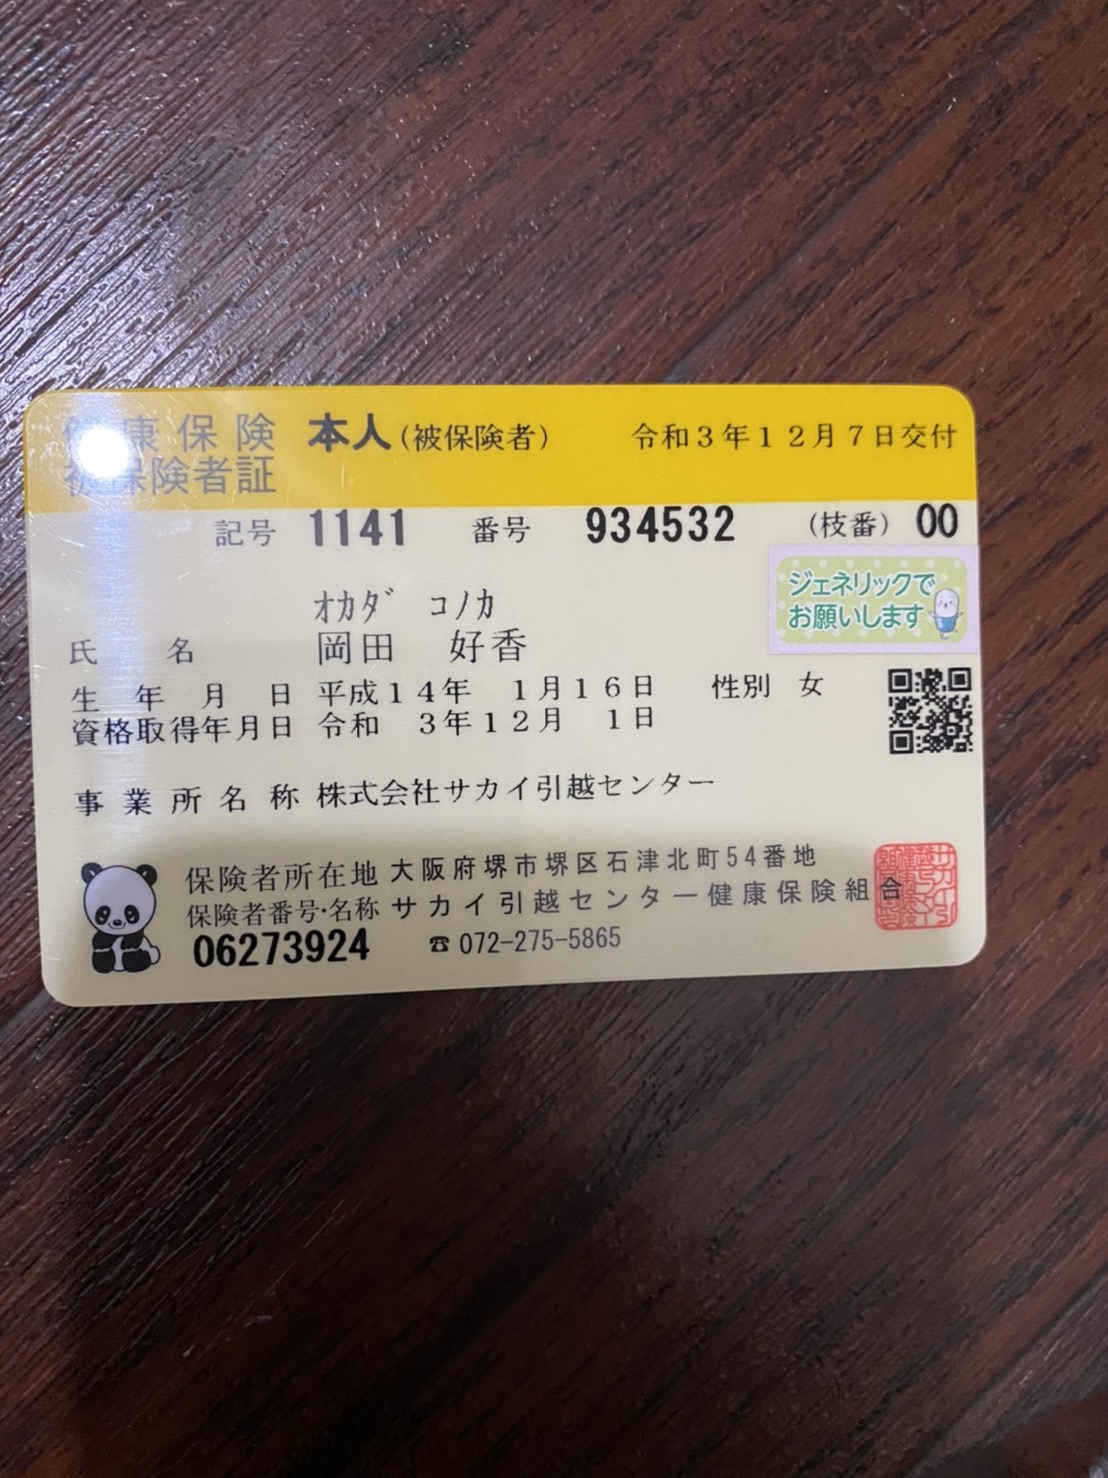 健康保険 本人(被保険者) 令和3年12月7日交付
被保険者証
記号 1141 番号 934532 (枝番) 00
ジェネリックで
お願いします
オカダ コノカ
氏名 岡田 好香
生年月日 平成14年 1月16日 性別 女
資格取得年月日 令和 3年12月 1日
事業所名称 株式会社サカイ引越センター
保険者所在地 大阪府堺市堺区石津北町54番地
保険者番号・名称 サカイ引越センター健康保険組合
06273924 ☎ 072-275-5865